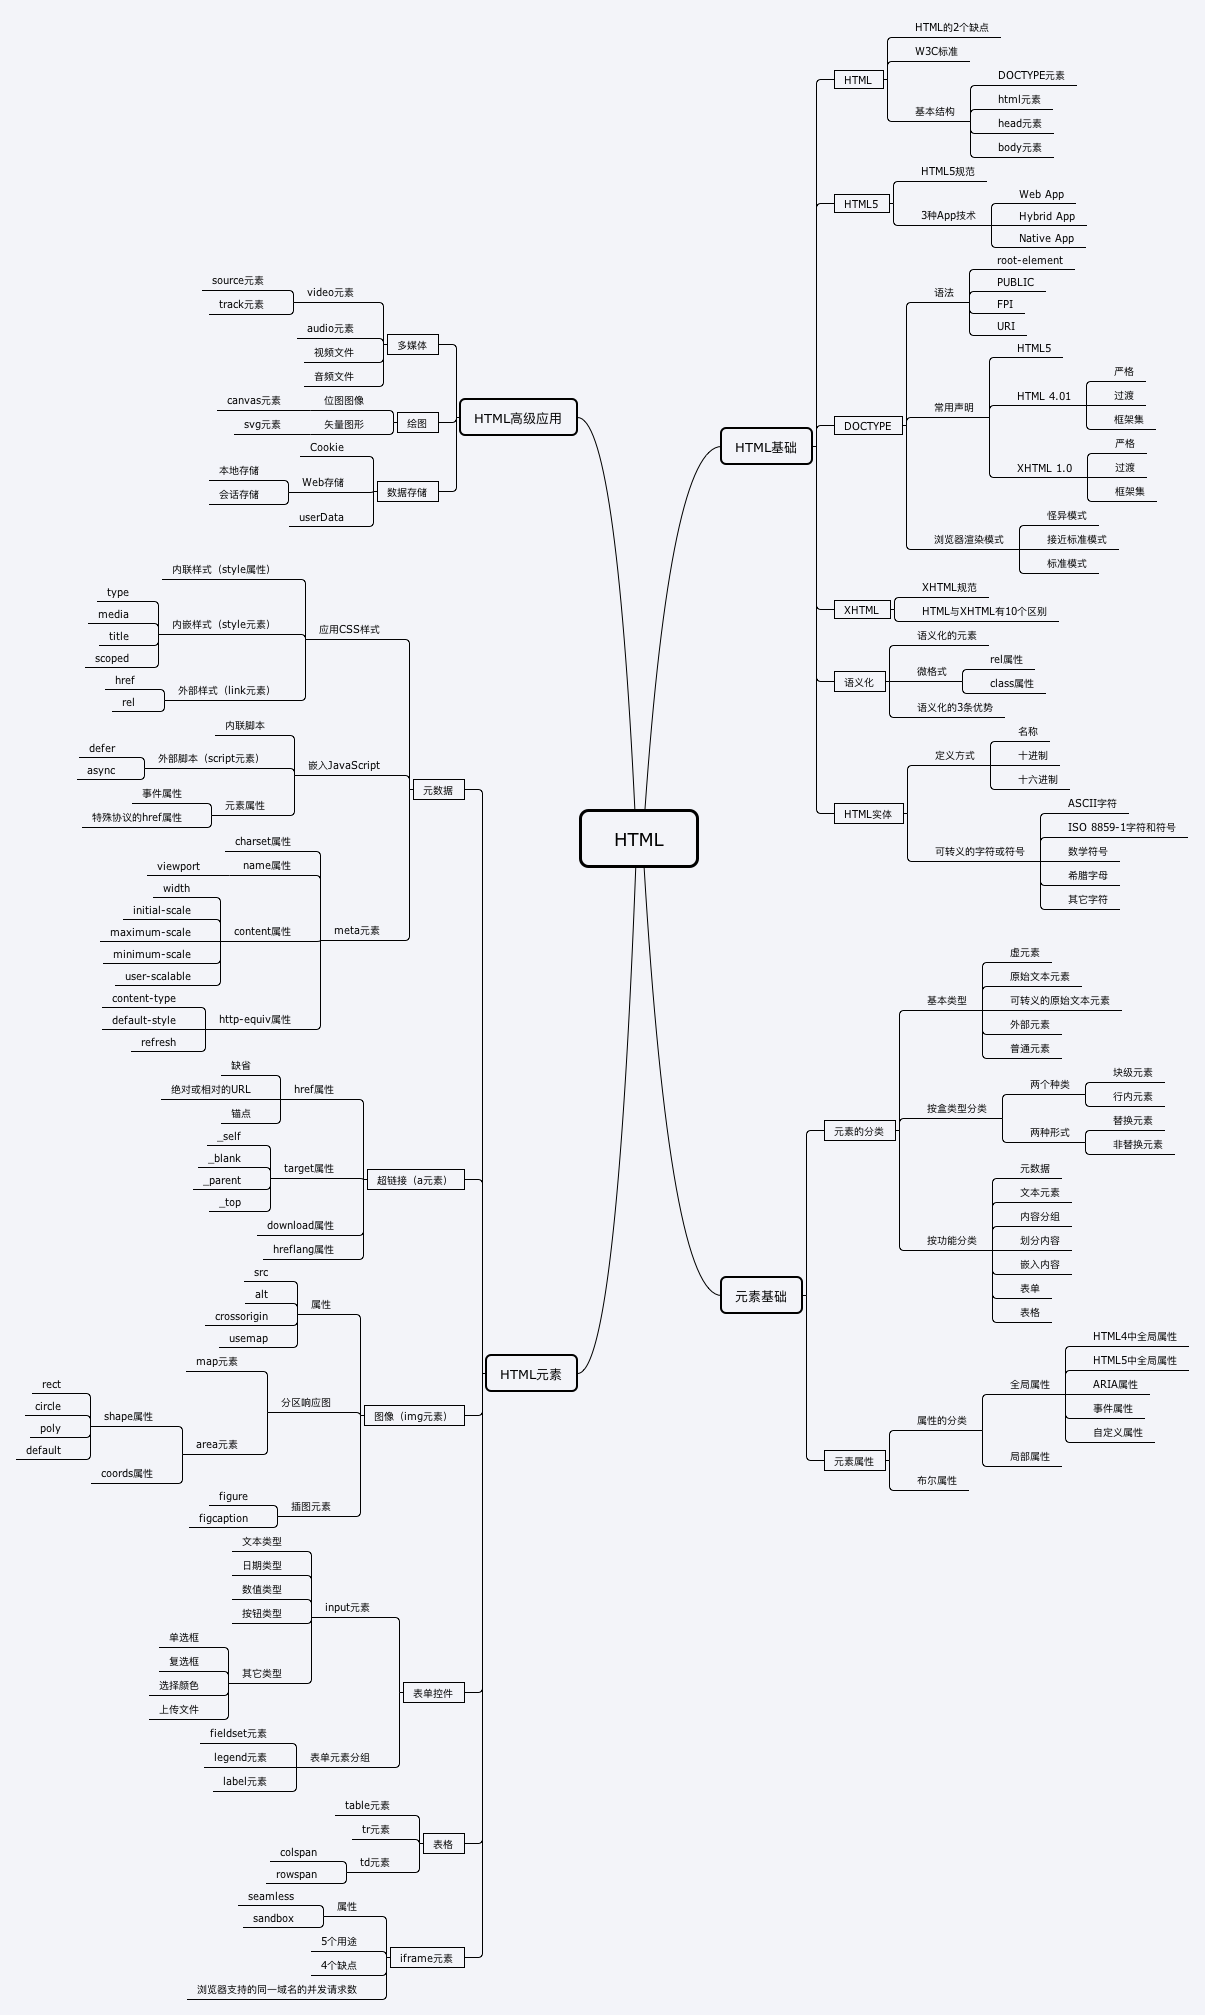 HTML
HTML基础
HTML
HTML的2个缺点
W3C标准
基本结构
DOCTYPE元素
html元素
head元素
body元素
HTML5
HTML5规范
3种App技术
Web App
Hybrid App
Native App
DOCTYPE
语法
root-element
PUBLIC
FPI
URI
常用声明
HTML5
HTML 4.01
严格
过渡
框架集
XHTML 1.0
严格
过渡
框架集
浏览器渲染模式
怪异模式
接近标准模式
标准模式
XHTML
XHTML规范
HTML与XHTML有10个区别
语义化
语义化的元素
微格式
rel属性
class属性
语义化的3条优势
HTML实体
定义方式
名称
十进制
十六进制
可转义的字符或符号
ASCII字符
ISO 8859-1字符和符号
数学符号
希腊字母
其它字符
元素基础
元素的分类
基本类型
虚元素
原始文本元素
可转义的原始文本元素
外部元素
普通元素
按盒类型分类
两个种类
块级元素
行内元素
两种形式
替换元素
非替换元素
按功能分类
元数据
文本元素
内容分组
划分内容
嵌入内容
表单
表格
元素属性
属性的分类
全局属性
HTML4中全局属性
HTML5中全局属性
ARIA属性
事件属性
自定义属性
局部属性
布尔属性
HTML高级应用
多媒体
video元素
source元素
track元素
audio元素
视频文件
音频文件
绘图
位图图像
canvas元素
矢量图形
svg元素
数据存储
Cookie
Web存储
本地存储
会话存储
userData
HTML元素
元数据
应用CSS样式
内联样式（style属性）
内嵌样式（style元素）
type
media
title
scoped
外部样式（link元素）
href
rel
嵌入JavaScript
内联脚本
外部脚本（script元素）
defer
async
元素属性
事件属性
特殊协议的href属性
meta元素
charset属性
name属性
viewport
content属性
width
initial-scale
maximum-scale
minimum-scale
user-scalable
http-equiv属性
content-type
default-style
refresh
超链接（a元素）
href属性
缺省
绝对或相对的URL
锚点
target属性
_self
_blank
_parent
_top
download属性
hreflang属性
图像（img元素）
属性
src
alt
crossorigin
usemap
分区响应图
map元素
area元素
shape属性
rect
circle
poly
default
coords属性
插图元素
figure
figcaption
表单控件
input元素
文本类型
日期类型
数值类型
按钮类型
其它类型
单选框
复选框
选择颜色
上传文件
表单元素分组
fieldset元素
legend元素
label元素
表格
table元素
tr元素
td元素
colspan
rowspan
iframe元素
属性
seamless
sandbox
5个用途
4个缺点
浏览器支持的同一域名的并发请求数